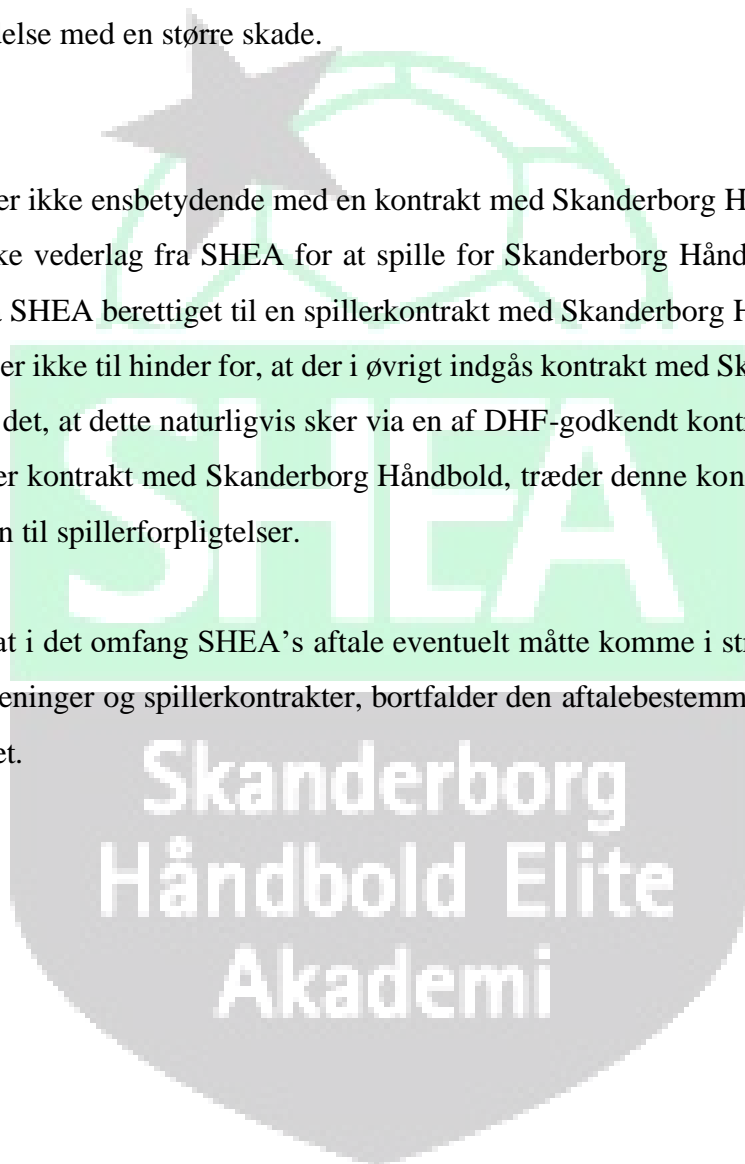 delse med en større skade.
er ikke ensbetydende med en kontrakt med Skanderborg H
ke vederlag fra SHEA for at spille for Skanderborg Hånd
SHEA berettiget til en spillerkontrakt med Skanderborg H
er ikke til hinder for, at der i øvrigt indgås kontrakt med Sk
det, at dette naturligvis sker via en af DHF-godkendt kont
er kontrakt med Skanderborg Håndbold, træder denne kon
n til spillerforpligtelser.
at i det omfang SHEA’s aftale eventuelt måtte komme i st
eninger og spillerkontrakter, bortfalder den aftalebestemm
et.
SHEA
Skanderborg
Håndbold Elite
Akademi